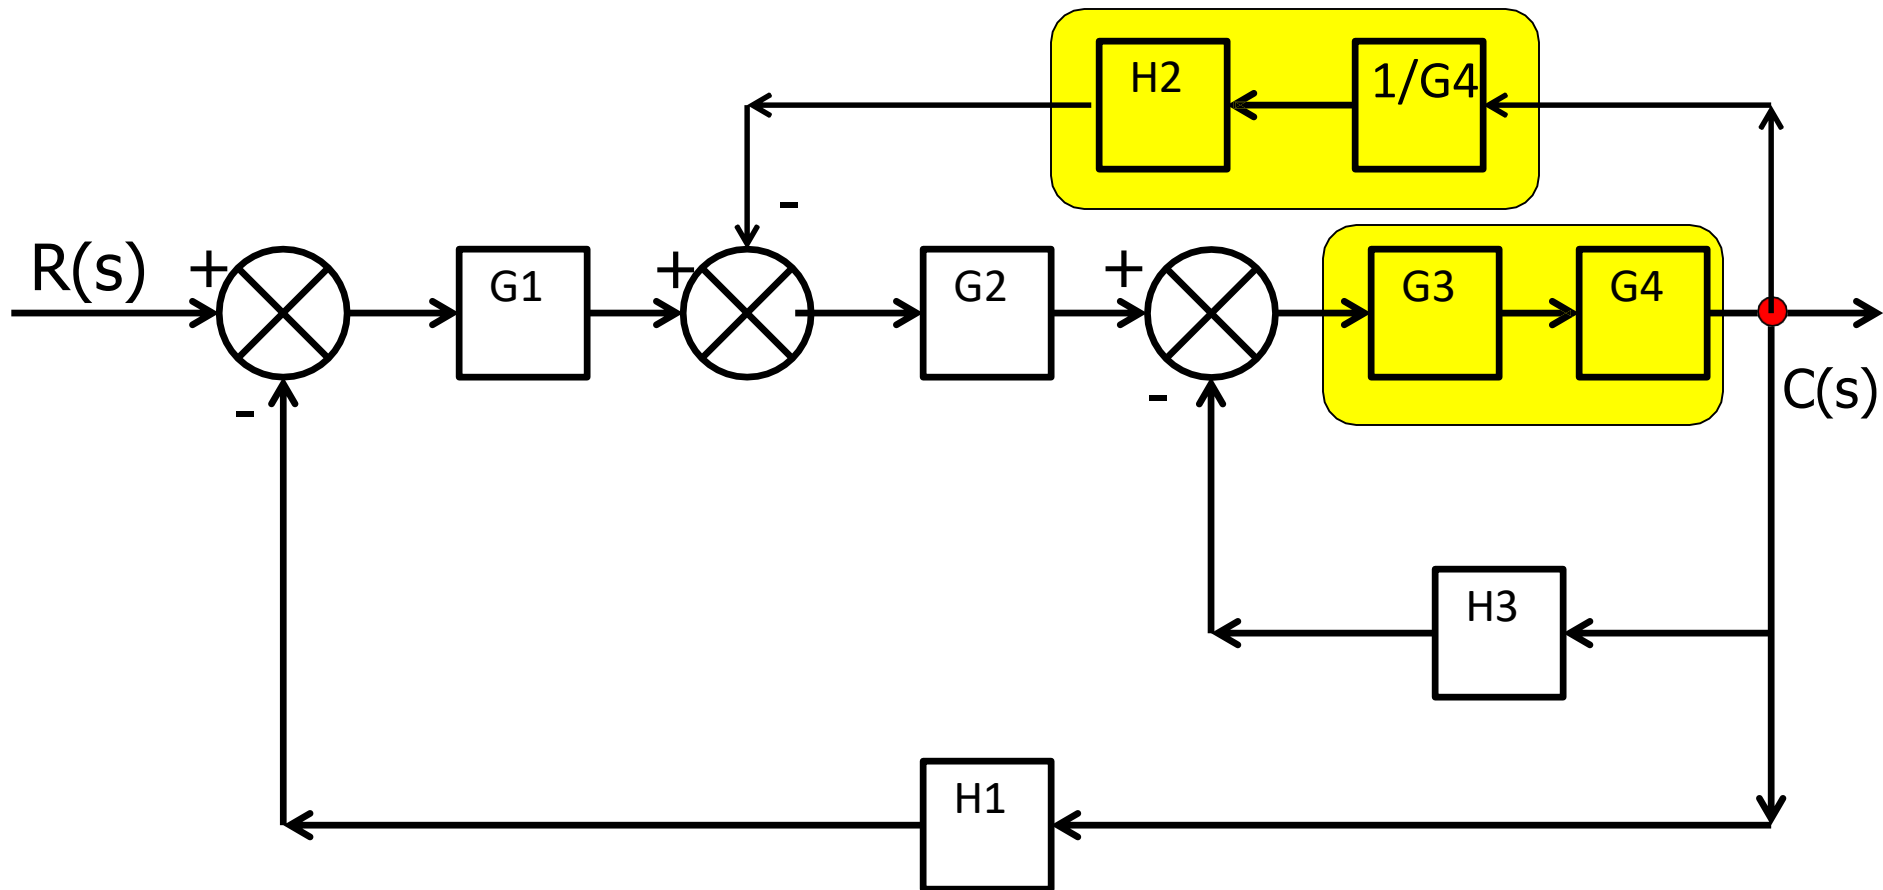 H2
1/G4
-
R(s)
+
G1
+
G2
+
G3
G4
-
-
C(s)
H3
H1